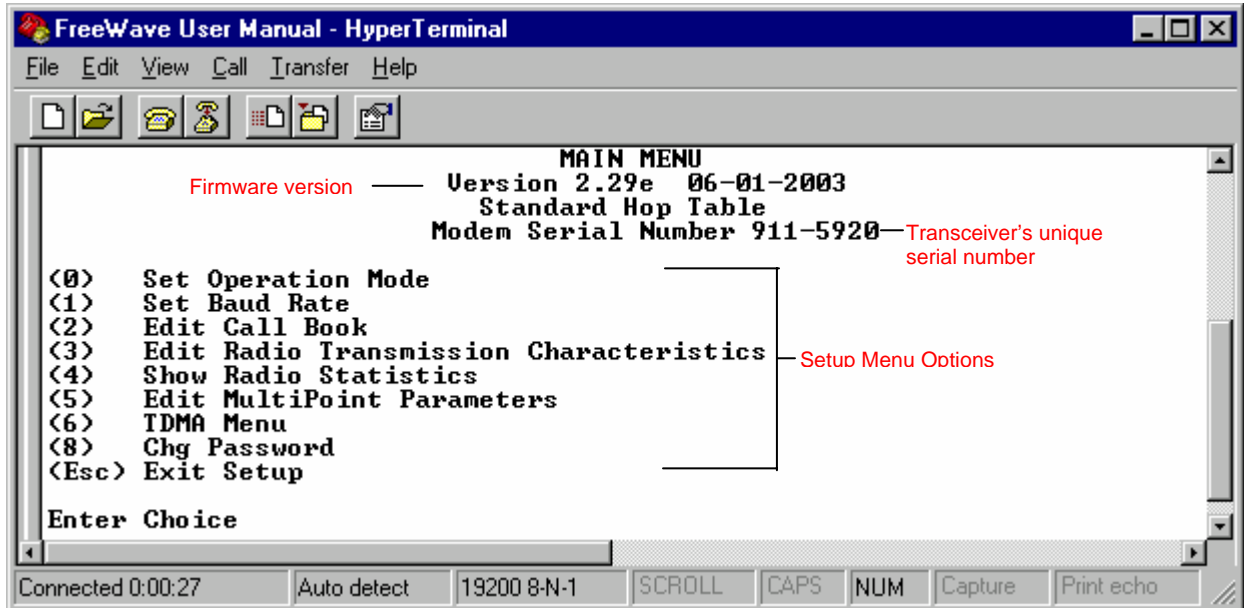 FreeWave User Manual - HyperTerminal
File Edit View Call Transfer Help
MAIN MENU
Firmware version
Version 2.29e 06-01-2003
Standard Hop Table
Modem Serial Number 911-5920
Transceiver's unique
serial number
(0) Set Operation Mode
(1) Set Baud Rate
(2) Edit Call Book
(3) Edit Radio Transmission Characteristics
Setup Menu Options
(4) Show Radio Statistics
(5) Edit MultiPoint Parameters
(6) TDMA Menu
(8) Chg Password
(Esc) Exit Setup
Enter Choice
Connected 0:00:27 Auto detect 19200 8-N-1 SCROLL CAPS NUM Capture Print echo